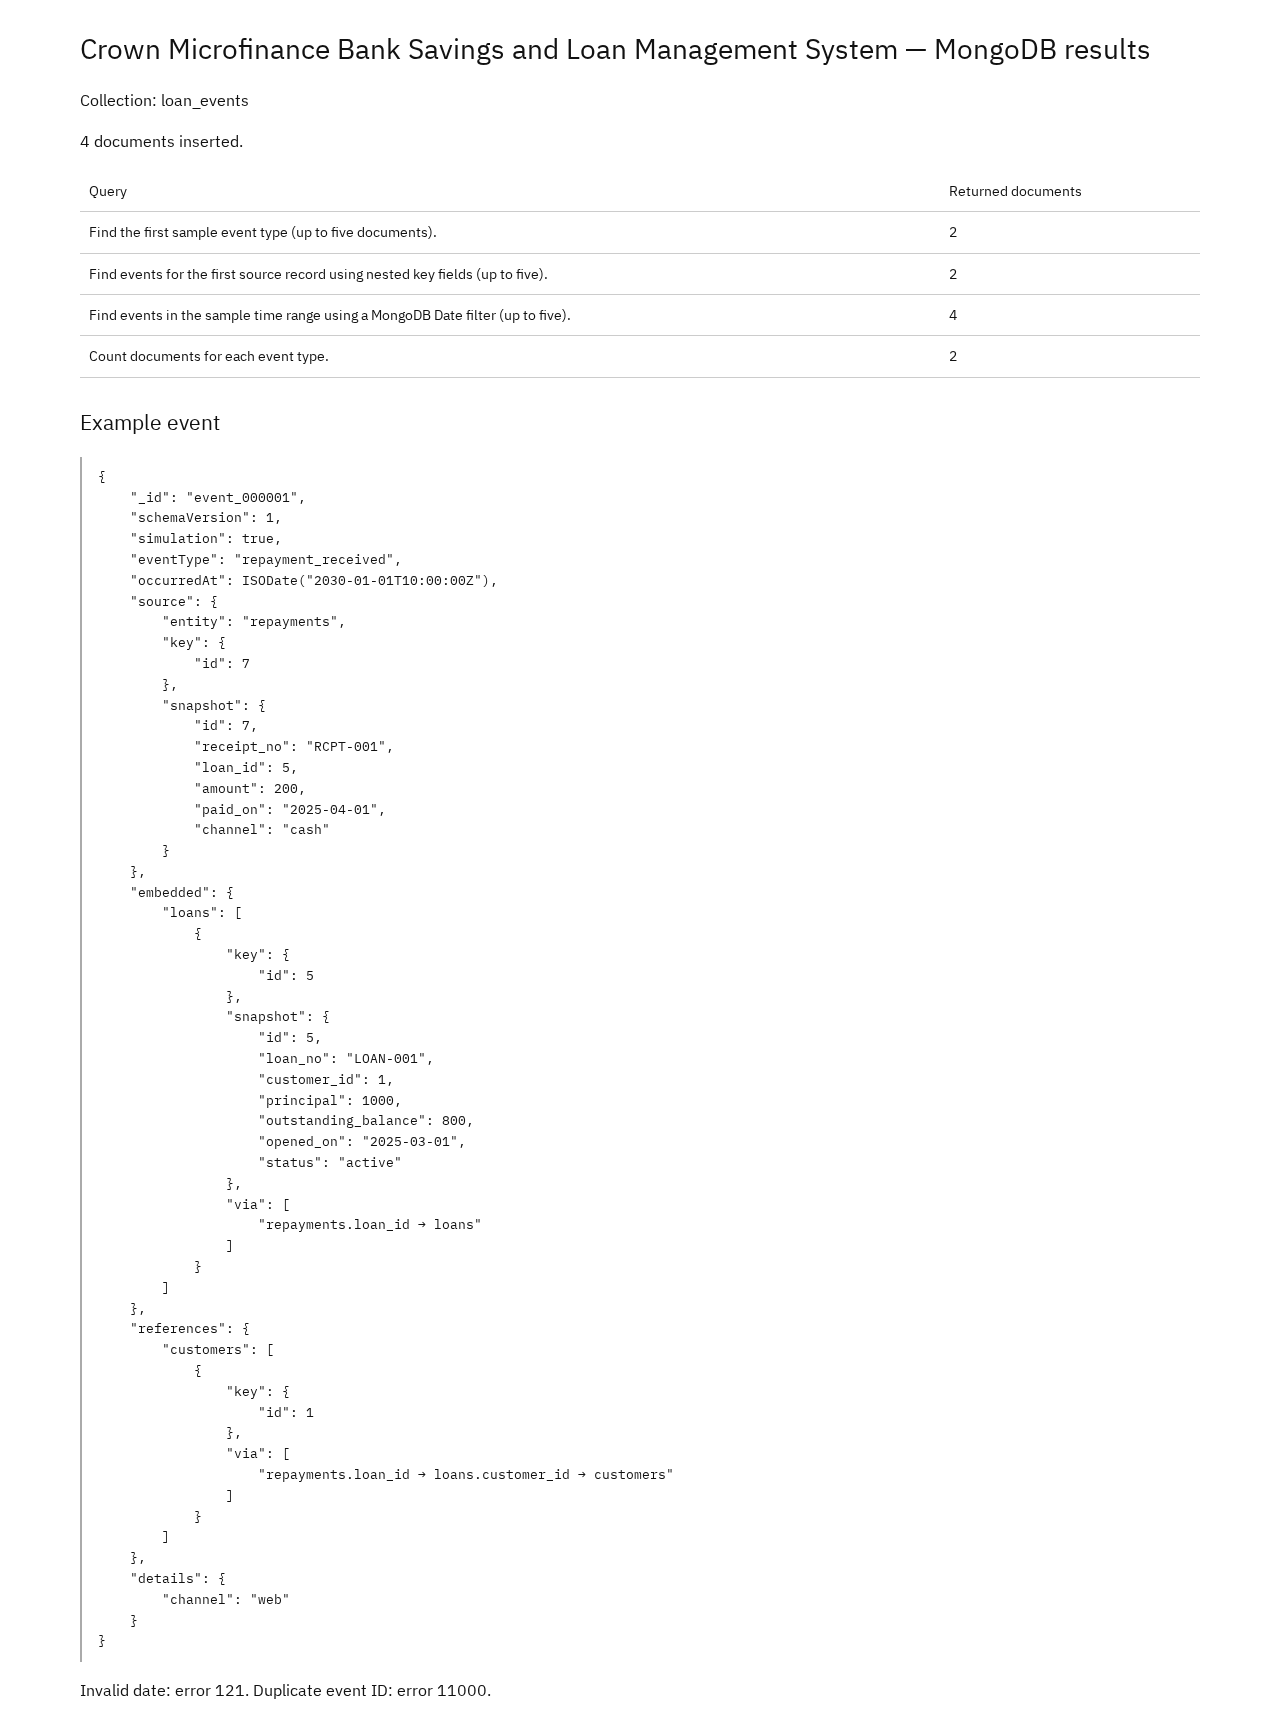 Crown Microfinance Bank Savings and Loan Management System — MongoDB results
Collection: loan_events
4 documents inserted.
Query Returned documents
Find the first sample event type (up to five documents). 2
Find events for the first source record using nested key fields (up to five). 2
Find events in the sample time range using a MongoDB Date filter (up to five). 4
Count documents for each event type. 2
Example event
{
    "_id": "event_000001",
    "schemaVersion": 1,
    "simulation": true,
    "eventType": "repayment_received",
    "occurredAt": ISODate("2030-01-01T10:00:00Z"),
    "source": {
        "entity": "repayments",
        "key": {
            "id": 7
        },
        "snapshot": {
            "id": 7,
            "receipt_no": "RCPT-001",
            "loan_id": 5,
            "amount": 200,
            "paid_on": "2025-04-01",
            "channel": "cash"
        }
    },
    "embedded": {
        "loans": [
            {
                "key": {
                    "id": 5
                },
                "snapshot": {
                    "id": 5,
                    "loan_no": "LOAN-001",
                    "customer_id": 1,
                    "principal": 1000,
                    "outstanding_balance": 800,
                    "opened_on": "2025-03-01",
                    "status": "active"
                },
                "via": [
                    "repayments.loan_id → loans"
                ]
            }
        ]
    },
    "references": {
        "customers": [
            {
                "key": {
                    "id": 1
                },
                "via": [
                    "repayments.loan_id → loans.customer_id → customers"
                ]
            }
        ]
    },
    "details": {
        "channel": "web"
    }
}
Invalid date: error 121. Duplicate event ID: error 11000.